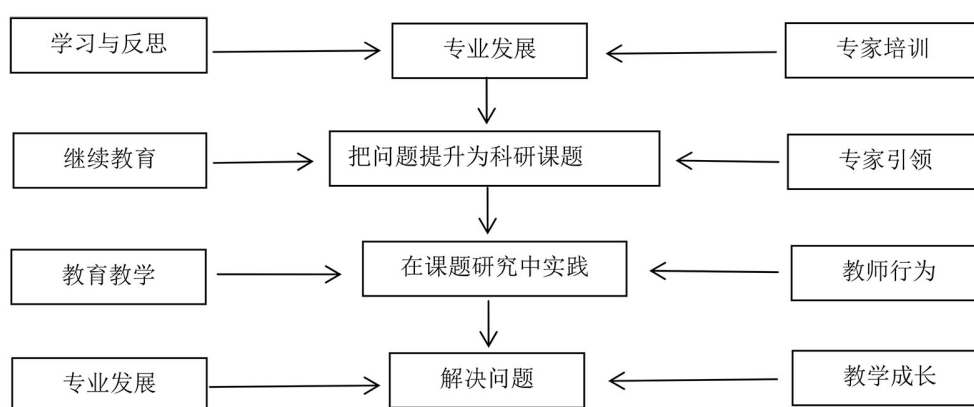 学习与反思
专业发展
专家培训
继续教育
把问题提升为科研课题
专家引领
教育教学
在课题研究中实践
教师行为
专业发展
解决问题
教学成长